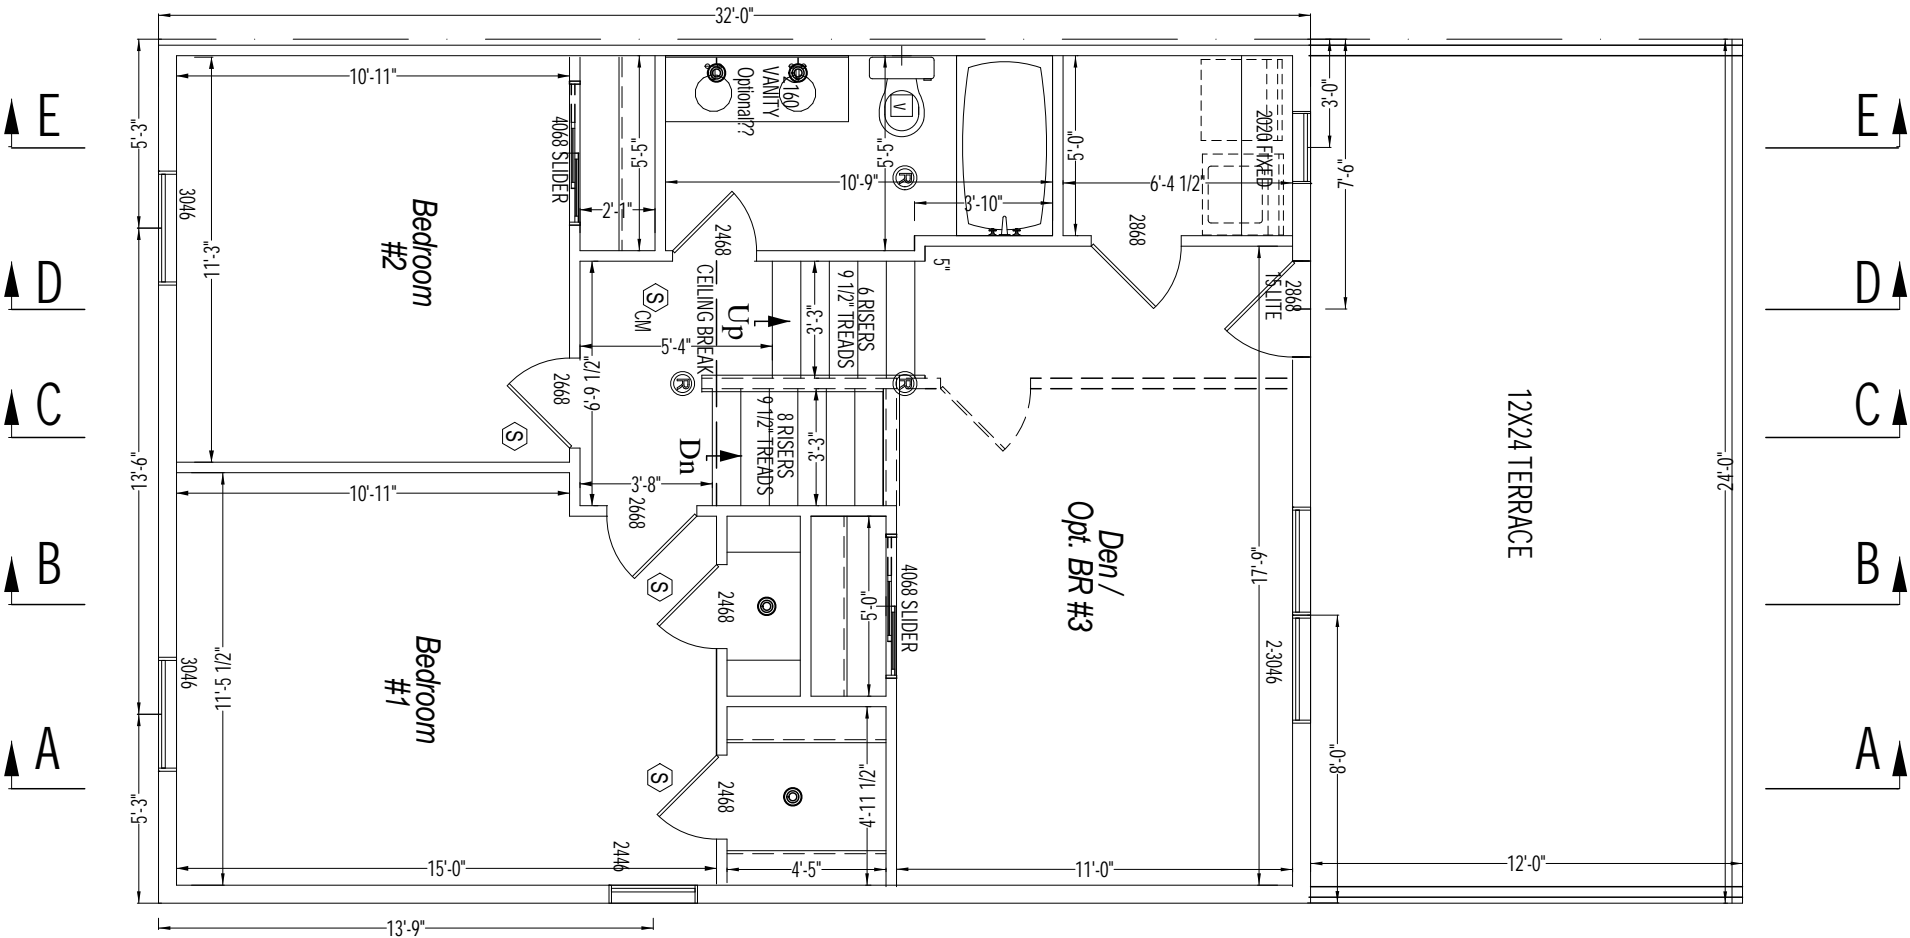 32'-0"
10'-11"
5'-3"
E
E
3'-0"
7'-6"
VANITY
Optional??
2160
V
5'-5"
5'-5"
5'-0"
2020 FIXED
4068 SLIDER
R
10'-9"
6'-4 1/2"
3'-10"
2'-1"
3046
Bedroom
#2
11'-3"
2468
2868
5"
D
D
S
CM
CEILING BREAK
Up
3'-3"
6 RISERS
9 1/2" TREADS
2868
15 LITE
5'-4"
6'-9 1/2"
R
R
2668
C
C
S
Dn
3'-3"
8 RISERS
9 1/2" TREADS
12X24 TERRACE
24'-0"
13'-6"
10'-11"
3'-8"
2668
Den /
Opt. BR #3
17'-9"
B
B
S
2468
5'-0"
4068 SLIDER
2-3046
3046
11'-5 1/2"
Bedroom
#1
A
A
S
2468
4'-11 1/2"
8'-0"
5'-3"
15'-0"
2446
4'-5"
11'-0"
12'-0"
13'-9"